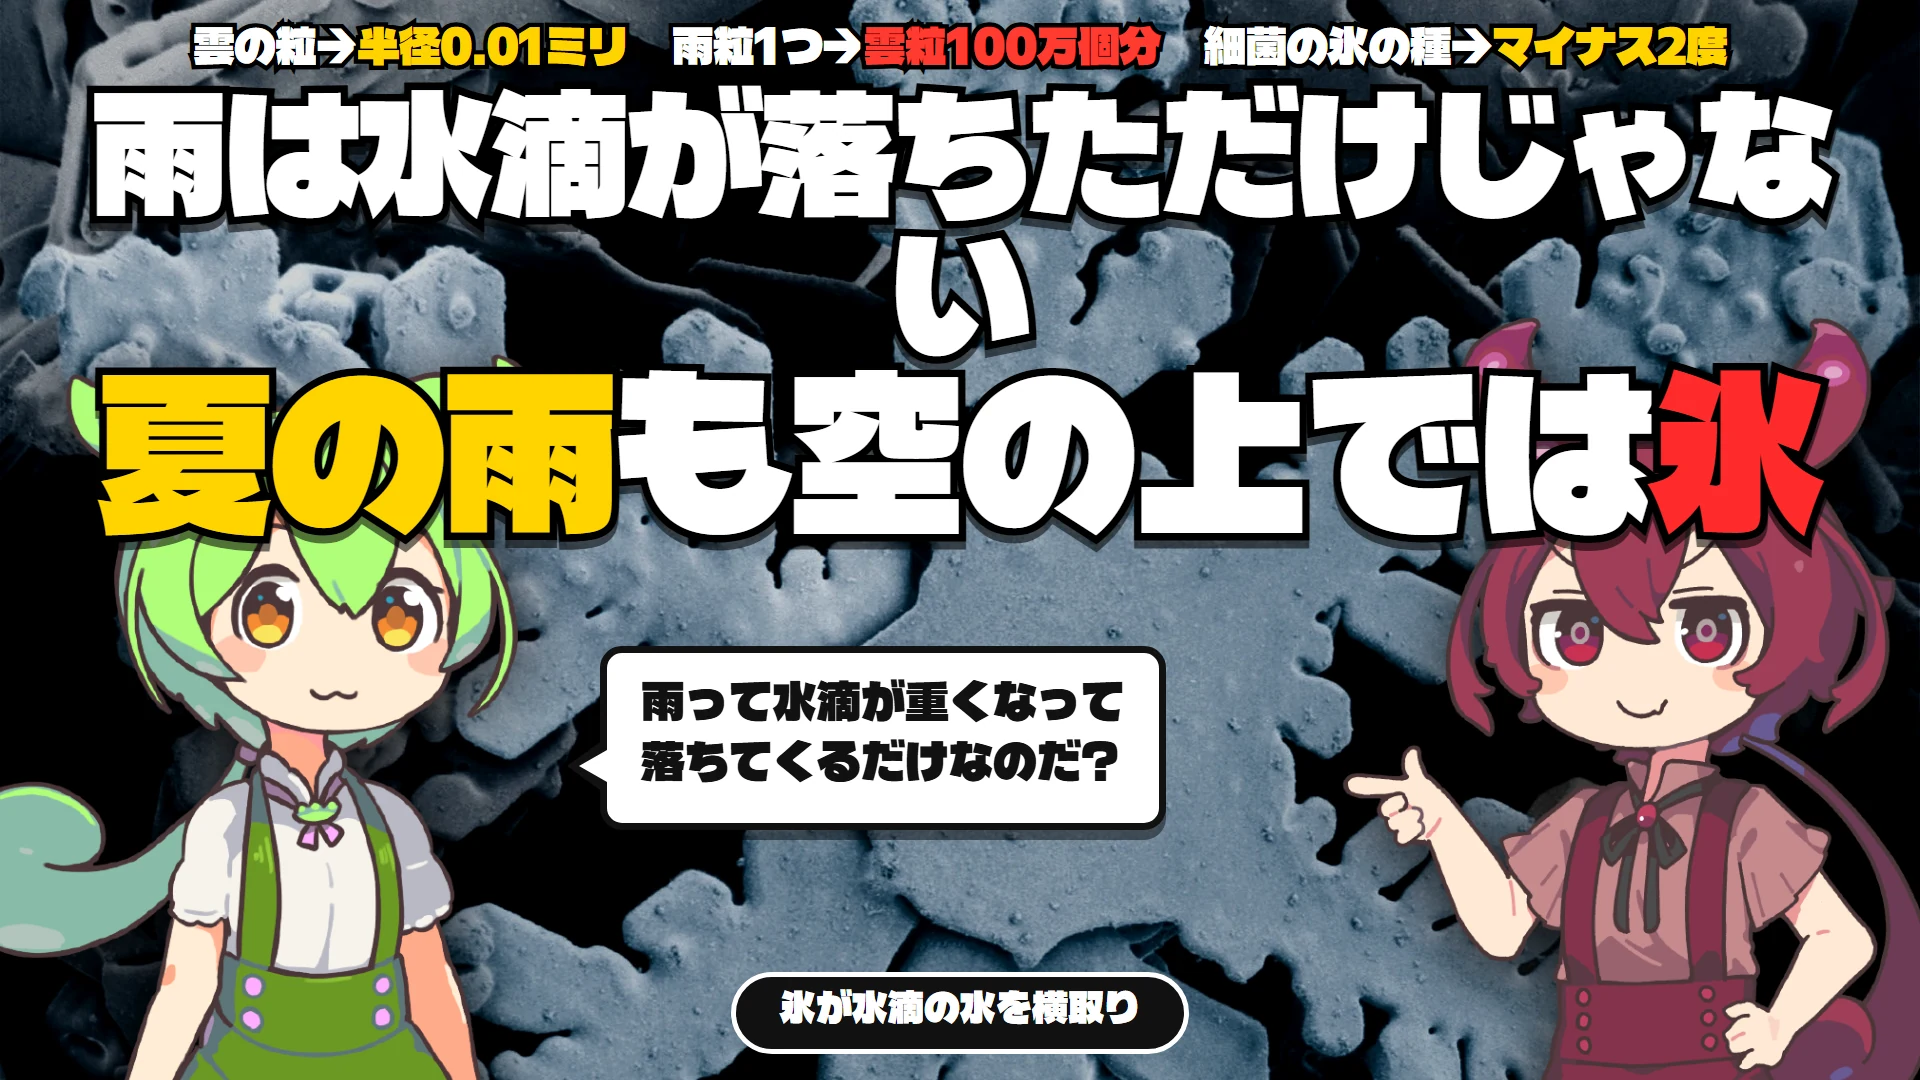 雲の粒→半径0.01ミリ 雨粒1つ→雲粒100万個分 細菌の氷の種→マイナス2度
雨は水滴が落ちただけじゃな
い
夏の雨も空の上では氷
雨って水滴が重くなって
落ちてくるだけなのだ?
氷が水滴の水を横取り